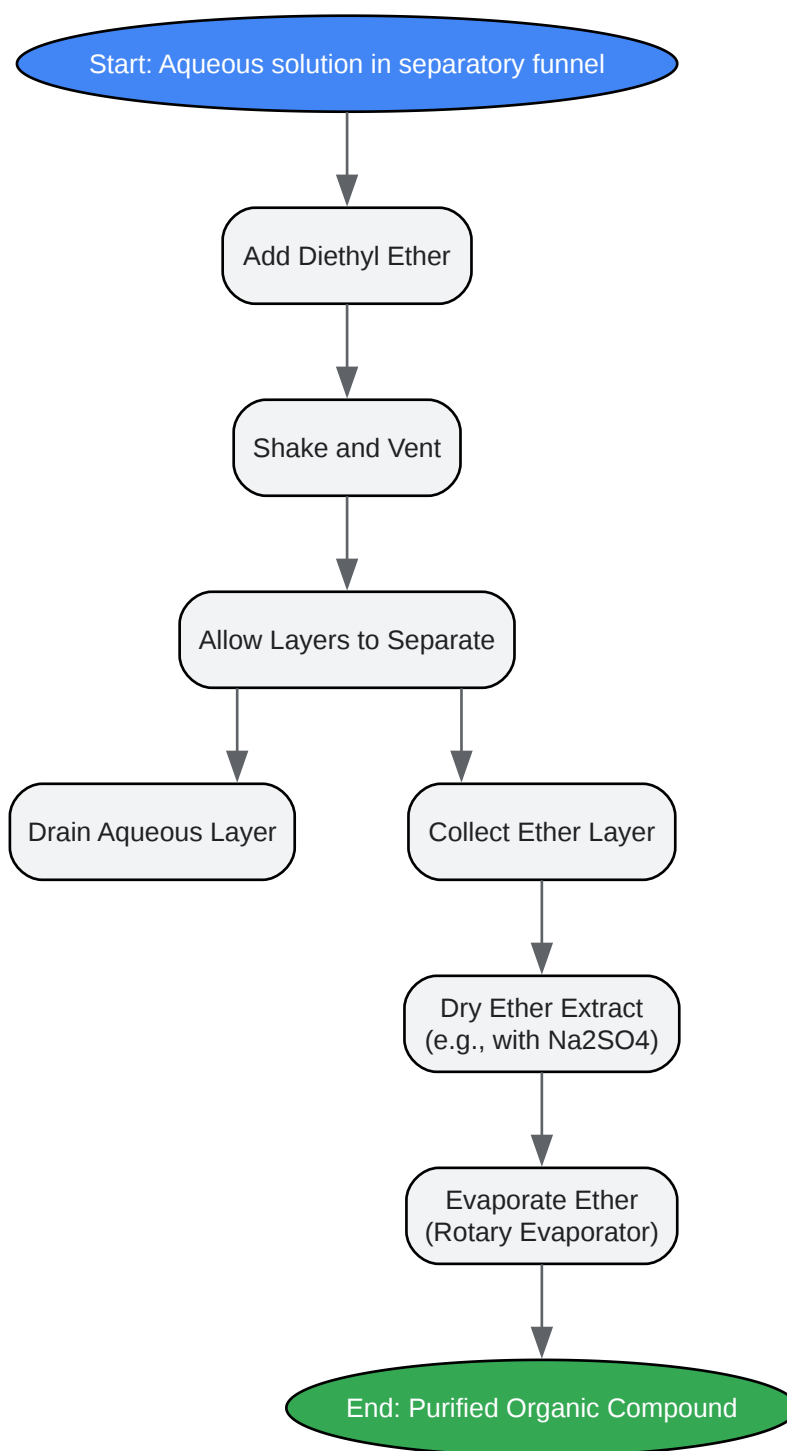 Start: Aqueous solution in separatory funnel
Add Diethyl Ether
Shake and Vent
Allow Layers to Separate
Drain Aqueous Layer
Collect Ether Layer
Dry Ether Extract
(e.g., with Na2SO4)
Evaporate Ether
(Rotary Evaporator)
End: Purified Organic Compound